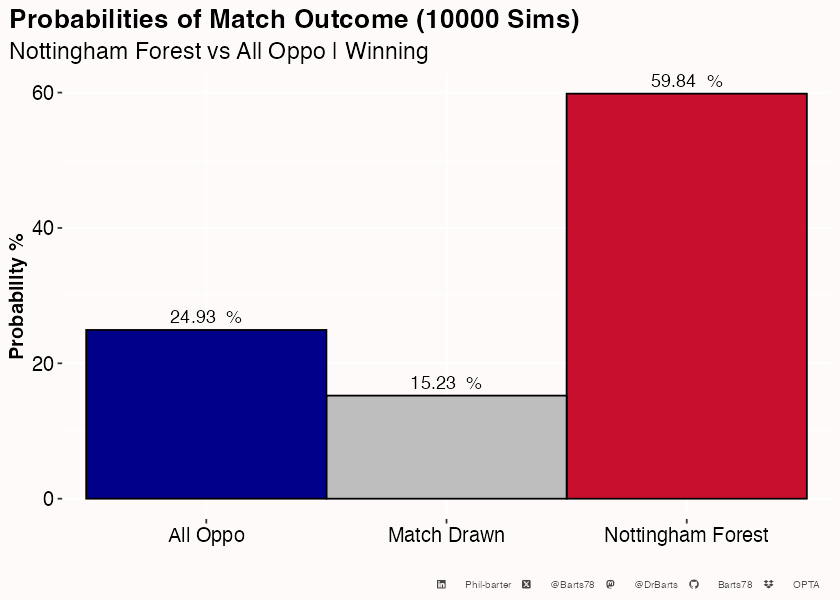 Probabilities of Match Outcome (10000 Sims)
Nottingham Forest vs All Oppo | Winning
Probability %
60
40
20
0
24.93 %
15.23 %
59.84 %
All Oppo
Match Drawn
Nottingham Forest
Phil-barter @Barts78 @DrBarts Barts78 OPTA